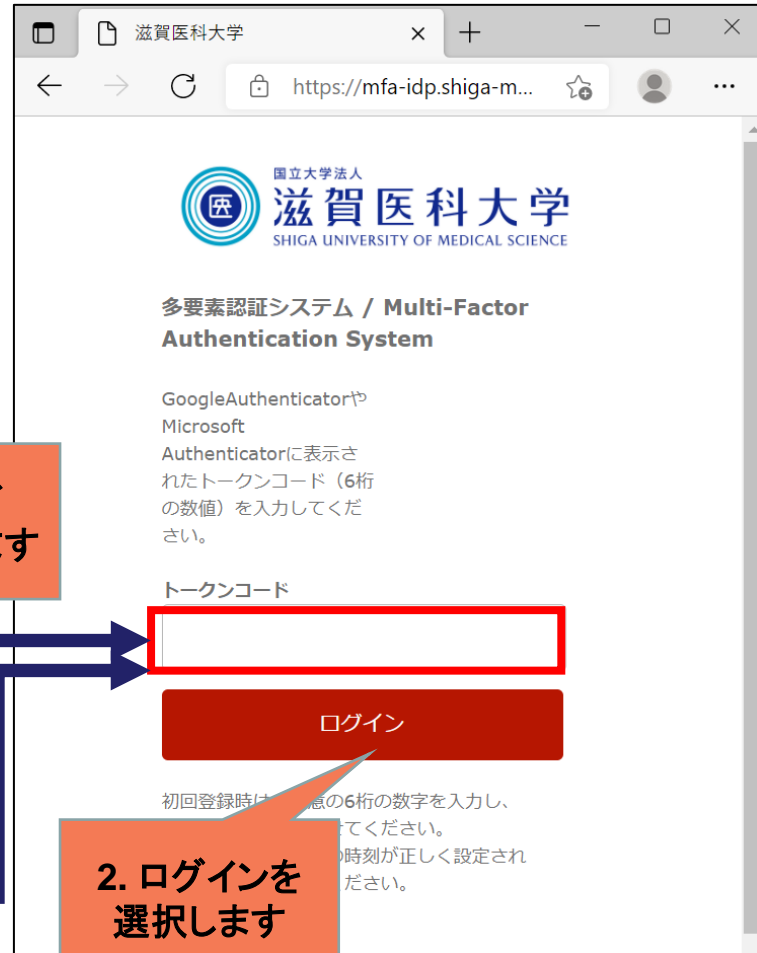 滋賀医科大学
https://mfa-idp.shiga-m...
国立大学法人
医
滋賀医科大学
SHIGA UNIVERSITY OF MEDICAL SCIENCE
多要素認証システム / Multi-Factor
Authentication System
GoogleAuthenticatorや
Microsoft
Authenticatorに表示さ
れたトークンコード（6桁
の数値）を入力してくだ
さい。
す
トークンコード
ログイン
初回登録時は 意の6桁の数字を入力し、
てください。
時刻が正しく設定され
ださい。
2. ログインを
選択します